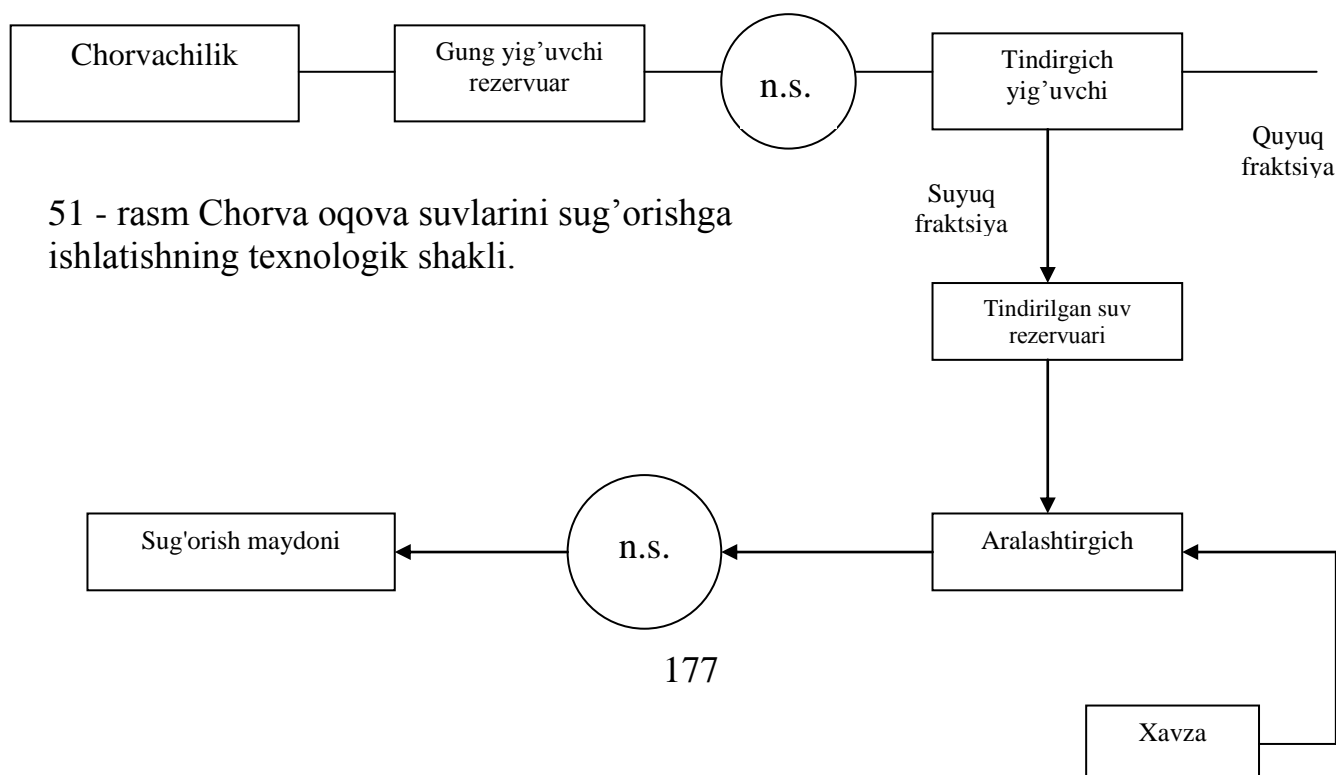 Chorvachilik
Gung yig’uvchi
rezervuar
n.s.
Tindirgich
yig’uvchi
Quyuq
fraktsiya
Suyuq
fraktsiya
51 - rasm Chorva oqova suvlarini sug’orishga
ishlatishning texnologik shakli.
Tindirilgan suv
rezervuari
Sug'orish maydoni
n.s.
Aralashtirgich
177
Xavza